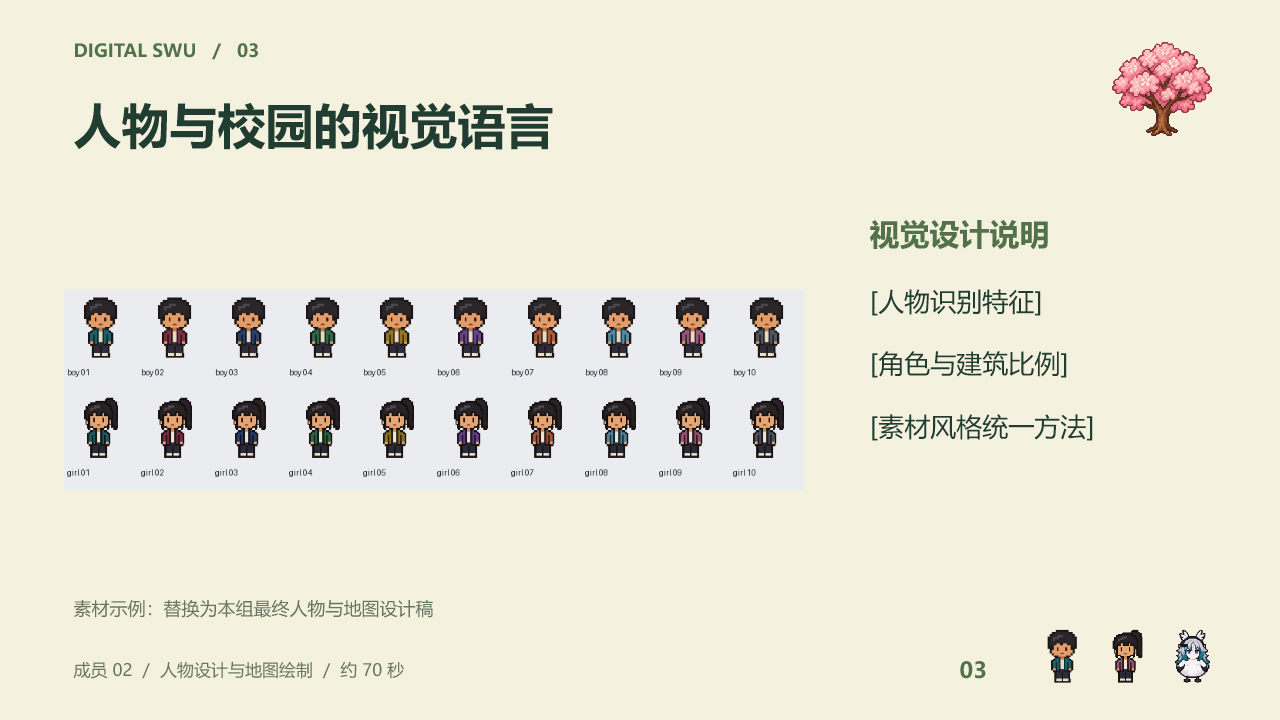 DIGITAL SWU / 03
人物与校园的视觉语言
视觉设计说明
[人物识别特征]
[角色与建筑比例]
[素材风格统一方法]
boy01 boy02 boy03 boy04 boy05 boy06 boy07 boy08 boy09 boy10
girl01 girl02 girl03 girl04 girl05 girl06 girl07 girl08 girl09 girl10
素材示例：替换为本组最终人物与地图设计稿
成员 02 / 人物设计与地图绘制 / 约 70 秒
03